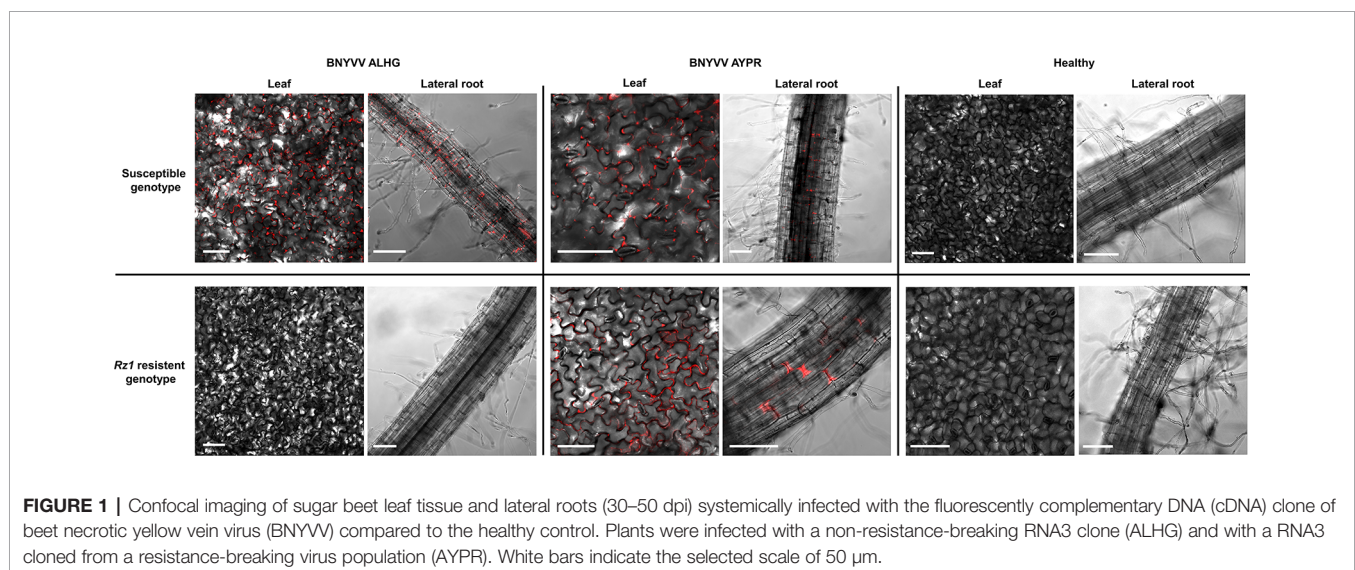 BNYVV ALHG
BNYVV AYPR
Healthy
Leaf
Lateral root
Leaf
Lateral root
Leaf
Lateral root
Susceptible
genotype
Rz1 resistent
genotype
FIGURE 1 | Confocal imaging of sugar beet leaf tissue and lateral roots (30–50 dpi) systemically infected with the fluorescently complementary DNA (cDNA) clone of
beet necrotic yellow vein virus (BNYVV) compared to the healthy control. Plants were infected with a non-resistance-breaking RNA3 clone (ALHG) and with a RNA3
cloned from a resistance-breaking virus population (AYPR). White bars indicate the selected scale of 50 µm.